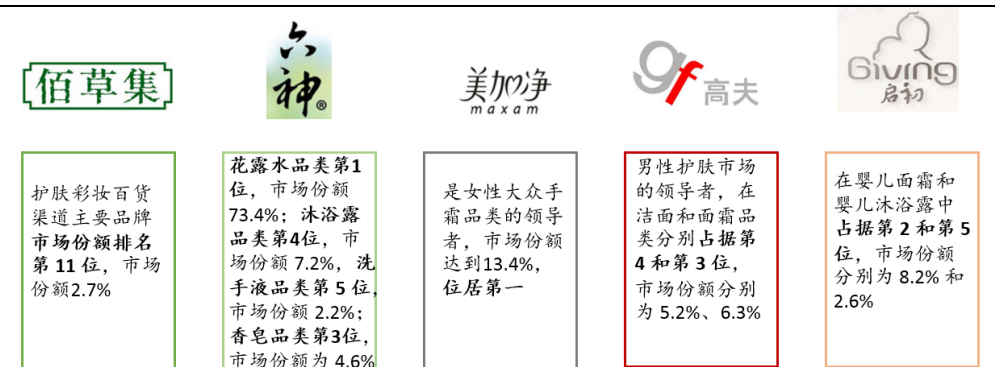 佰草集
六神®
美加净
maxam
gf高夫
Giving
启初
护肤彩妆百货
渠道主要品牌
市场份额排名
第 11 位，市场
份额2.7%
花露水品类第1
位，市场份额
73.4%；沐浴露
品类第4位，市
场份额 7.2%，洗
手液品类第 5 位，
市场份额 2.2%；
香皂品类第3位，
市场份额为 4.6%
是女性大众手
霜品类的领导
者，市场份额
达到13.4%，
位居第一
男性护肤市场
的领导者，在
洁面和面霜品
类分别占据第
4 和第 3 位，
市场份额分别
为 5.2%、6.3%
在婴儿面霜和
婴儿沐浴露中
占据第 2 和第 5
位，市场份额
分别为 8.2% 和
2.6%